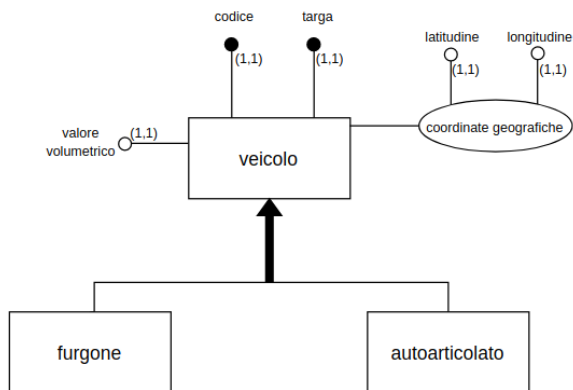 codice
targa
latitudine
longitudine
(1,1)
(1,1)
(1,1)
(1,1)
valore
volumetrico
(1,1)
veicolo
coordinate geografiche
furgone
autoarticolato